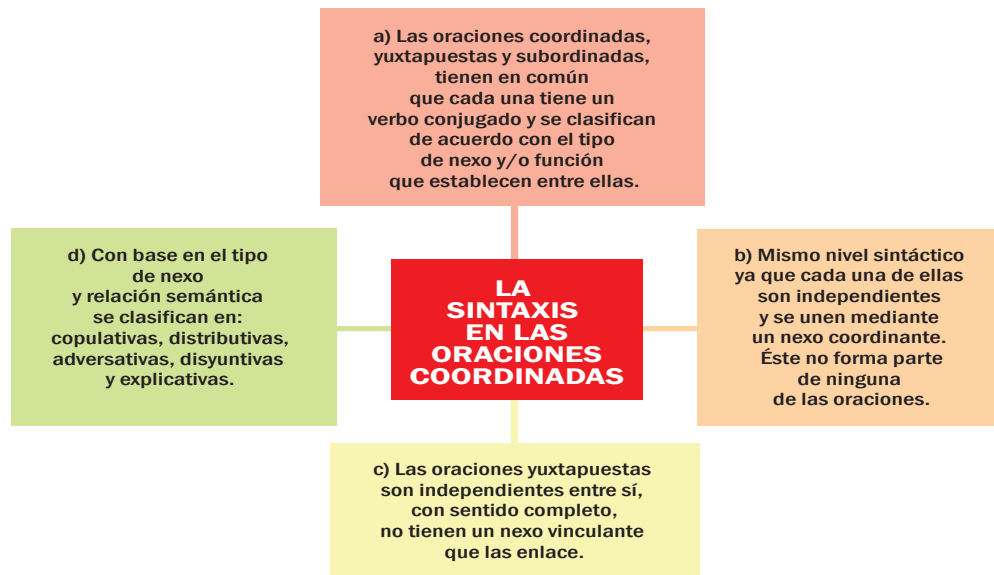 a) Las oraciones coordinadas,
yuxtapuestas y subordinadas,
tienen en común
que cada una tiene un
verbo conjugado y se clasifican
de acuerdo con el tipo
de nexo y/o función
que establecen entre ellas.
d) Con base en el tipo
de nexo
y relación semántica
se clasifican en:
copulativas, distributivas,
adversativas, disyuntivas
y explicativas.
LA
SINTAXIS
EN LAS
ORACIONES
COORDINADAS
b) Mismo nivel sintáctico
ya que cada una de ellas
son independientes
y se unen mediante
un nexo coordinante.
Éste no forma parte
de ninguna
de las oraciones.
c) Las oraciones yuxtapuestas
son independientes entre sí,
con sentido completo,
no tienen un nexo vinculante
que las enlace.